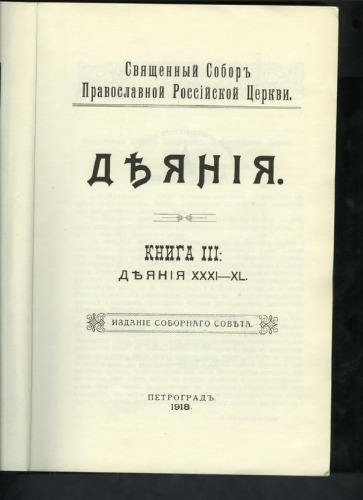 Священный Соборъ
Православной Россійской Церкви.
ДѢЯНІЯ.
КНИГА III:
ДѢЯНІЯ XXXI—XL.
ИЗДАНІЕ СОБОРНАГО СОВѢТА.
ПЕТРОГРАДЪ.
1918.